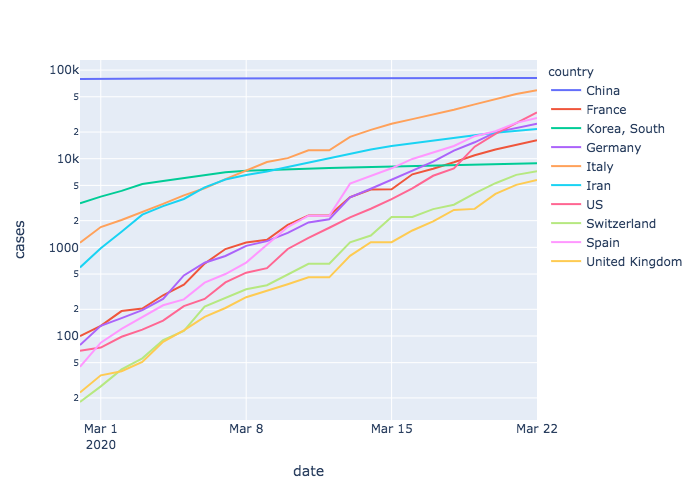 country
China
France
Korea, South
Germany
Italy
Iran
US
Switzerland
Spain
United Kingdom
100k
5
2
10k
5
2
1000
5
2
100
5
2
cases
Mar 1
2020
Mar 8
Mar 15
Mar 22
date